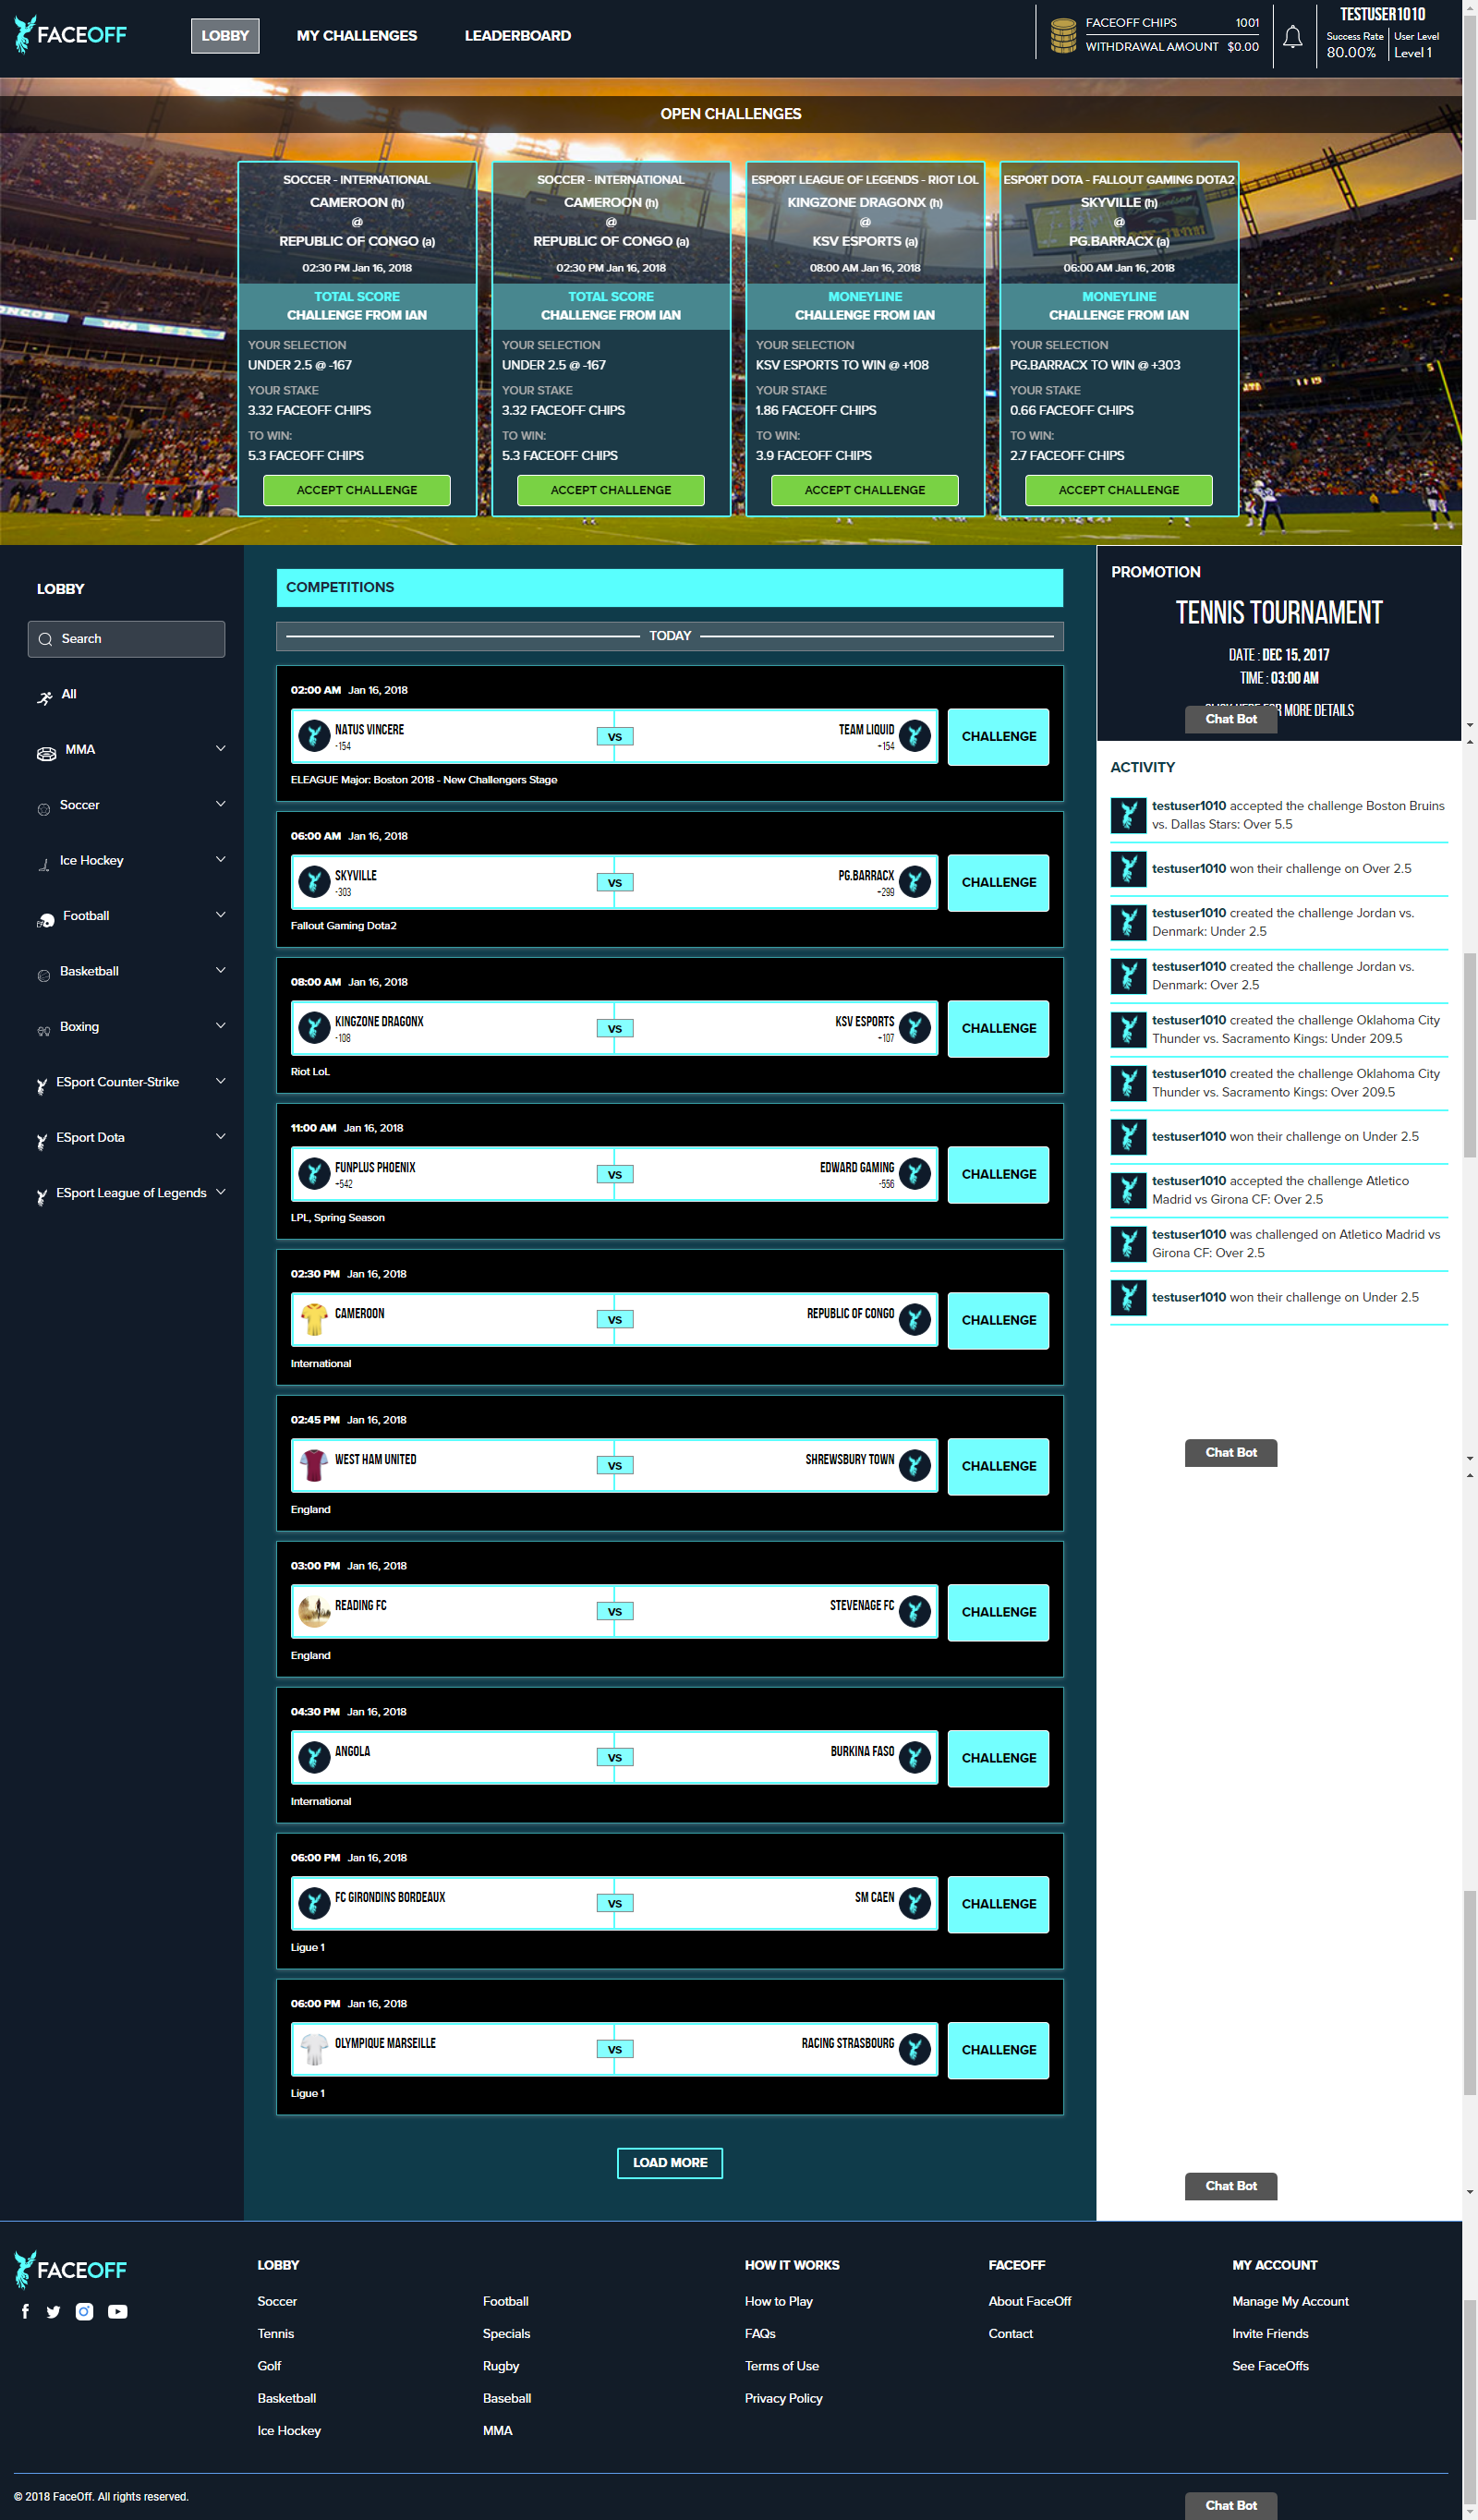 FACEOFF
LOBBY
MY CHALLENGES
LEADERBOARD
FACEOFF CHIPS 1001
WITHDRAWAL AMOUNT $0.00
TESTUSER1010
Success Rate
80.00%
User Level
Level 1
OPEN CHALLENGES
SOCCER - INTERNATIONAL
CAMEROON (h)
@
REPUBLIC OF CONGO (a)
02:30 PM Jan 16, 2018
TOTAL SCORE
CHALLENGE FROM IAN
YOUR SELECTION
UNDER 2.5 @ -167
YOUR STAKE
3.32 FACEOFF CHIPS
TO WIN:
5.3 FACEOFF CHIPS
ACCEPT CHALLENGE
SOCCER - INTERNATIONAL
CAMEROON (h)
@
REPUBLIC OF CONGO (a)
02:30 PM Jan 16, 2018
TOTAL SCORE
CHALLENGE FROM IAN
YOUR SELECTION
UNDER 2.5 @ -167
YOUR STAKE
3.32 FACEOFF CHIPS
TO WIN:
5.3 FACEOFF CHIPS
ACCEPT CHALLENGE
ESPORT LEAGUE OF LEGENDS - RIOT LOL
KINGZONE DRAGONX (h)
@
KSV ESPORTS (a)
08:00 AM Jan 16, 2018
MONEYLINE
CHALLENGE FROM IAN
YOUR SELECTION
KSV ESPORTS TO WIN @ +108
YOUR STAKE
1.86 FACEOFF CHIPS
TO WIN:
3.9 FACEOFF CHIPS
ACCEPT CHALLENGE
ESPORT DOTA - FALLOUT GAMING DOTA2
SKYVILLE (h)
@
PG.BARRACX (a)
06:00 AM Jan 16, 2018
MONEYLINE
CHALLENGE FROM IAN
YOUR SELECTION
PG.BARRACX TO WIN @ +303
YOUR STAKE
0.66 FACEOFF CHIPS
TO WIN:
2.7 FACEOFF CHIPS
ACCEPT CHALLENGE
LOBBY
Search
All
MMA
Soccer
Ice Hockey
Football
Basketball
Boxing
ESport Counter-Strike
ESport Dota
ESport League of Legends
COMPETITIONS
TODAY
02:00 AM Jan 16, 2018
NATUS VINCERE
-154
VS
TEAM LIQUID
+154
CHALLENGE
ELEAGUE Major: Boston 2018 - New Challengers Stage
06:00 AM Jan 16, 2018
SKYVILLE
-303
VS
PG.BARRACX
+299
CHALLENGE
Fallout Gaming Dota2
08:00 AM Jan 16, 2018
KINGZONE DRAGONX
-108
VS
KSV ESPORTS
+107
CHALLENGE
Riot LoL
11:00 AM Jan 16, 2018
FUNPLUS PHOENIX
+542
VS
EDWARD GAMING
-556
CHALLENGE
LPL, Spring Season
02:30 PM Jan 16, 2018
CAMEROON
VS
REPUBLIC OF CONGO
CHALLENGE
International
02:45 PM Jan 16, 2018
WEST HAM UNITED
VS
SHREWSBURY TOWN
CHALLENGE
England
03:00 PM Jan 16, 2018
READING FC
VS
STEVENAGE FC
CHALLENGE
England
04:30 PM Jan 16, 2018
ANGOLA
VS
BURKINA FASO
CHALLENGE
International
06:00 PM Jan 16, 2018
FC GIRONDINS BORDEAUX
VS
SM CAEN
CHALLENGE
Ligue 1
06:00 PM Jan 16, 2018
OLYMPIQUE MARSEILLE
VS
RACING STRASBOURG
CHALLENGE
Ligue 1
LOAD MORE
PROMOTION
TENNIS TOURNAMENT
DATE : DEC 15, 2017
TIME : 03:00 AM
MORE DETAILS
Chat Bot
ACTIVITY
testuser1010 accepted the challenge Boston Bruins
vs. Dallas Stars: Over 5.5
testuser1010 won their challenge on Over 2.5
testuser1010 created the challenge Jordan vs.
Denmark: Under 2.5
testuser1010 created the challenge Jordan vs.
Denmark: Over 2.5
testuser1010 created the challenge Oklahoma City
Thunder vs. Sacramento Kings: Under 209.5
testuser1010 created the challenge Oklahoma City
Thunder vs. Sacramento Kings: Over 209.5
testuser1010 won their challenge on Under 2.5
testuser1010 accepted the challenge Atletico
Madrid vs Girona CF: Over 2.5
testuser1010 was challenged on Atletico Madrid vs
Girona CF: Over 2.5
testuser1010 won their challenge on Under 2.5
Chat Bot
Chat Bot
FACEOFF
LOBBY
Soccer
Tennis
Golf
Basketball
Ice Hockey
Football
Specials
Rugby
Baseball
MMA
HOW IT WORKS
How to Play
FAQs
Terms of Use
Privacy Policy
FACEOFF
About FaceOff
Contact
MY ACCOUNT
Manage My Account
Invite Friends
See FaceOffs
© 2018 FaceOff. All rights reserved.
Chat Bot